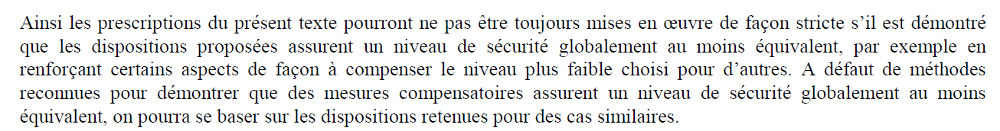 Ainsi les prescriptions du présent texte pourront ne pas être toujours mises en œuvre de façon stricte s’il est démontré
que les dispositions proposées assurent un niveau de sécurité globalement au moins équivalent, par exemple en
renforçant certains aspects de façon à compenser le niveau plus faible choisi pour d’autres. A défaut de méthodes
reconnues pour démontrer que des mesures compensatoires assurent un niveau de sécurité globalement au moins
équivalent, on pourra se baser sur les dispositions retenues pour des cas similaires.